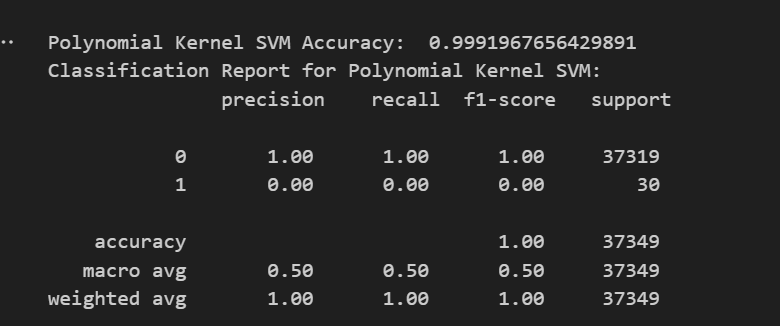 Polynomial Kernel SVM Accuracy:  0.9991967656429891
Classification Report for Polynomial Kernel SVM:
precision    recall  f1-score   support
0       1.00      1.00      1.00     37319
1       0.00      0.00      0.00        30
accuracy                           1.00     37349
macro avg       0.50      0.50      0.50     37349
weighted avg       1.00      1.00      1.00     37349